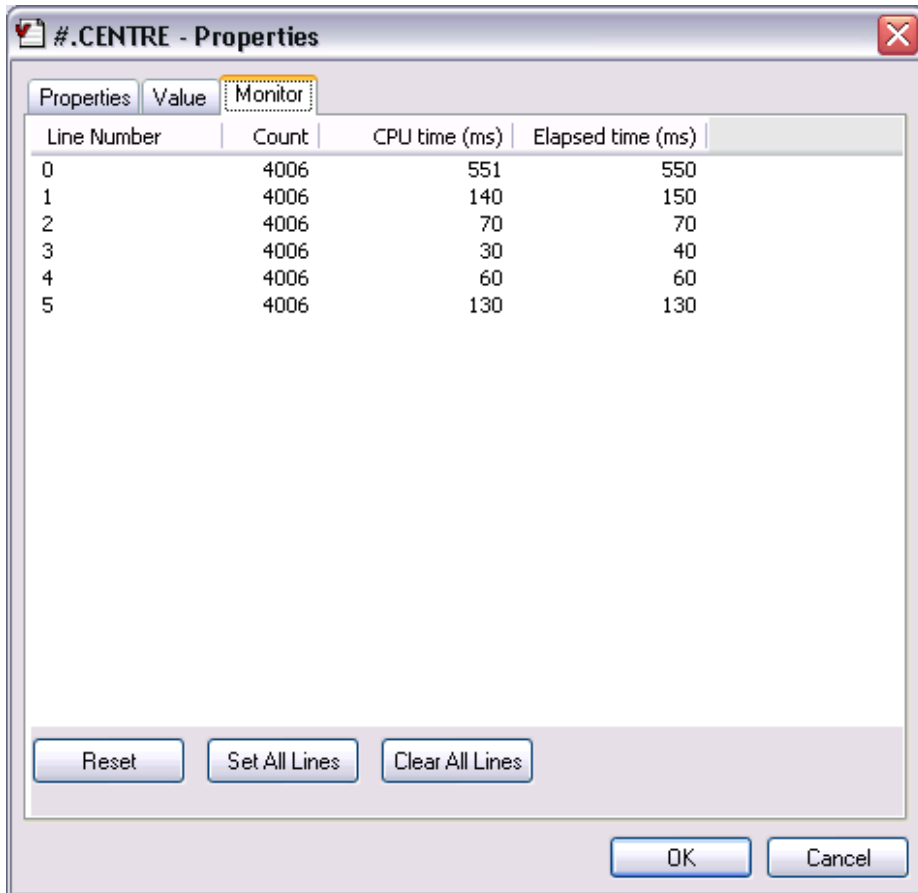 #.CENTRE - Properties
Properties Value Monitor
Line Number Count CPU time (ms) Elapsed time (ms)
0 4006 551 550
1 4006 140 150
2 4006 70 70
3 4006 30 40
4 4006 60 60
5 4006 130 130
Reset Set All Lines Clear All Lines
OK Cancel